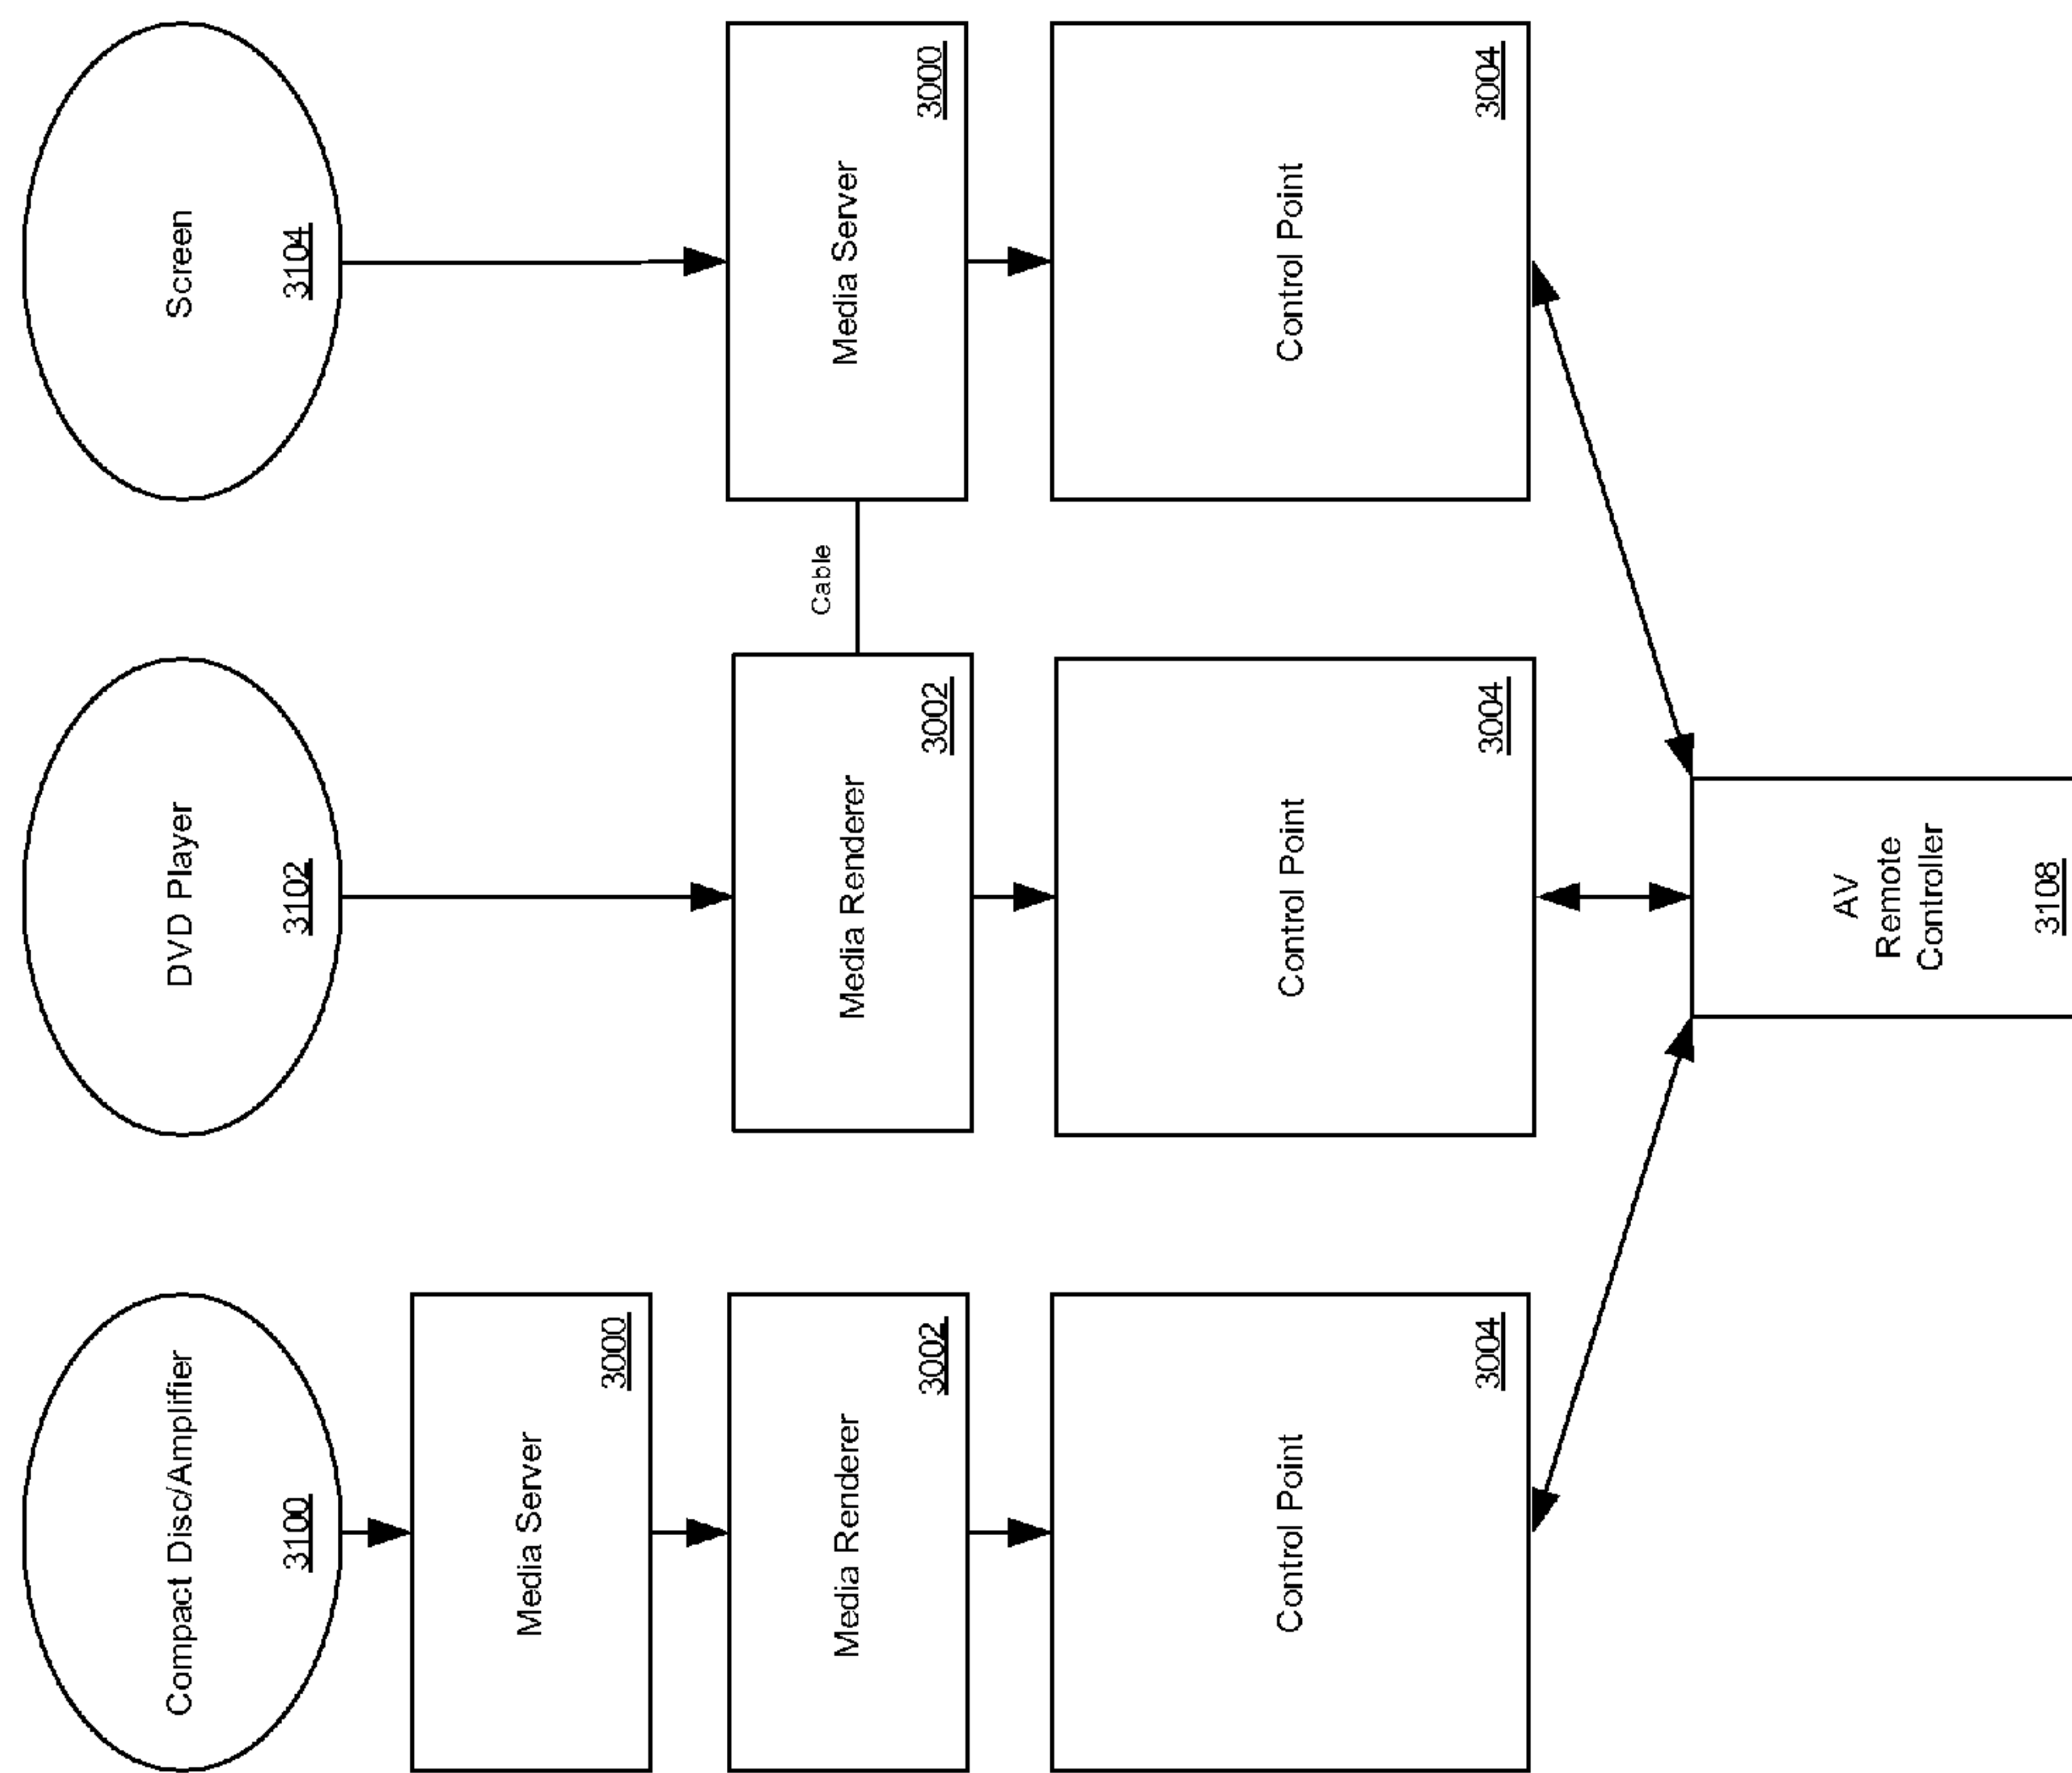 Compact Disc/Amplifier
3100
DVD Player
3102
Screen
3104
Media Server
3000
Media Renderer
3002
Media Renderer
3002
Cable
Media Server
3000
Control Point
3004
Control Point
3004
Control Point
3004
AV
Remote
Controller
3108